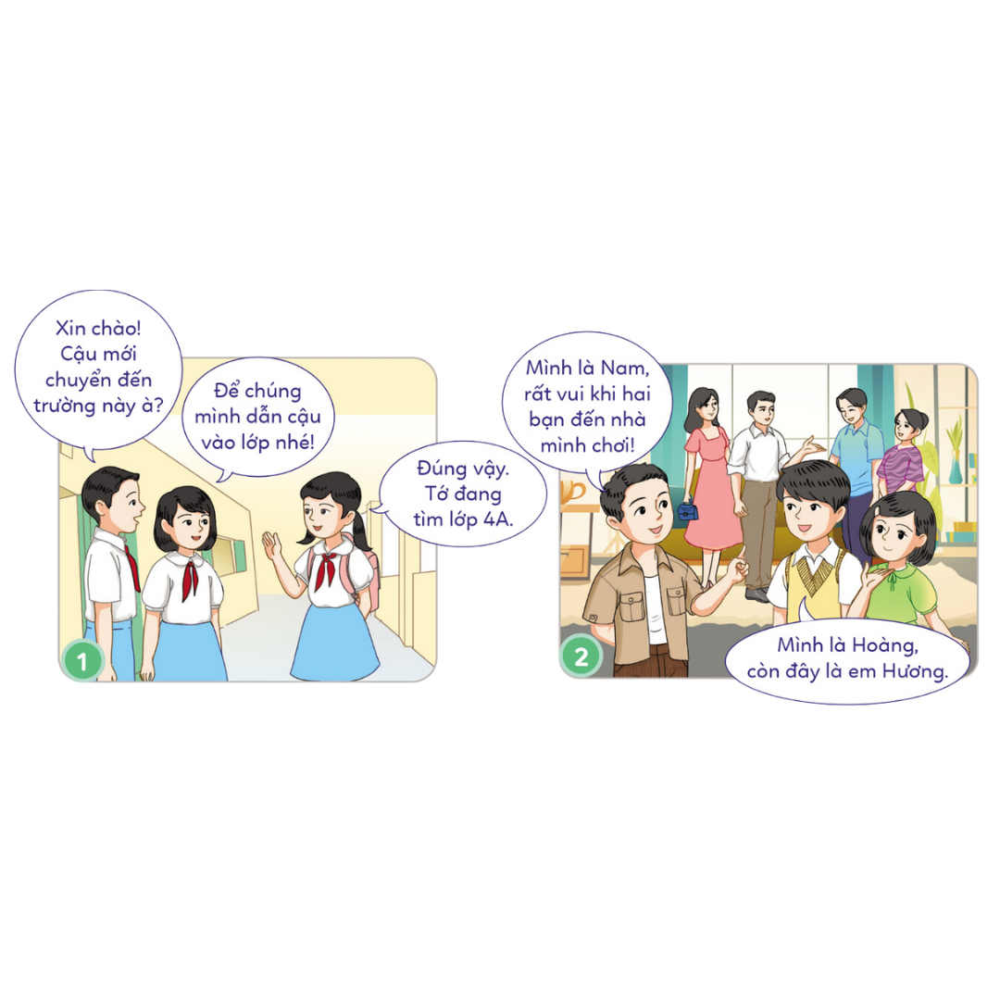 Xin chào!
Cậu mới
chuyển đến
trường này à?
Để chúng
mình dẫn cậu
vào lớp nhé!
Đúng vậy.
Tớ đang
tìm lớp 4A.
1
Mình là Nam,
rất vui khi hai
bạn đến nhà
mình chơi!
Mình là Hoàng,
còn đây là em Hương.
2